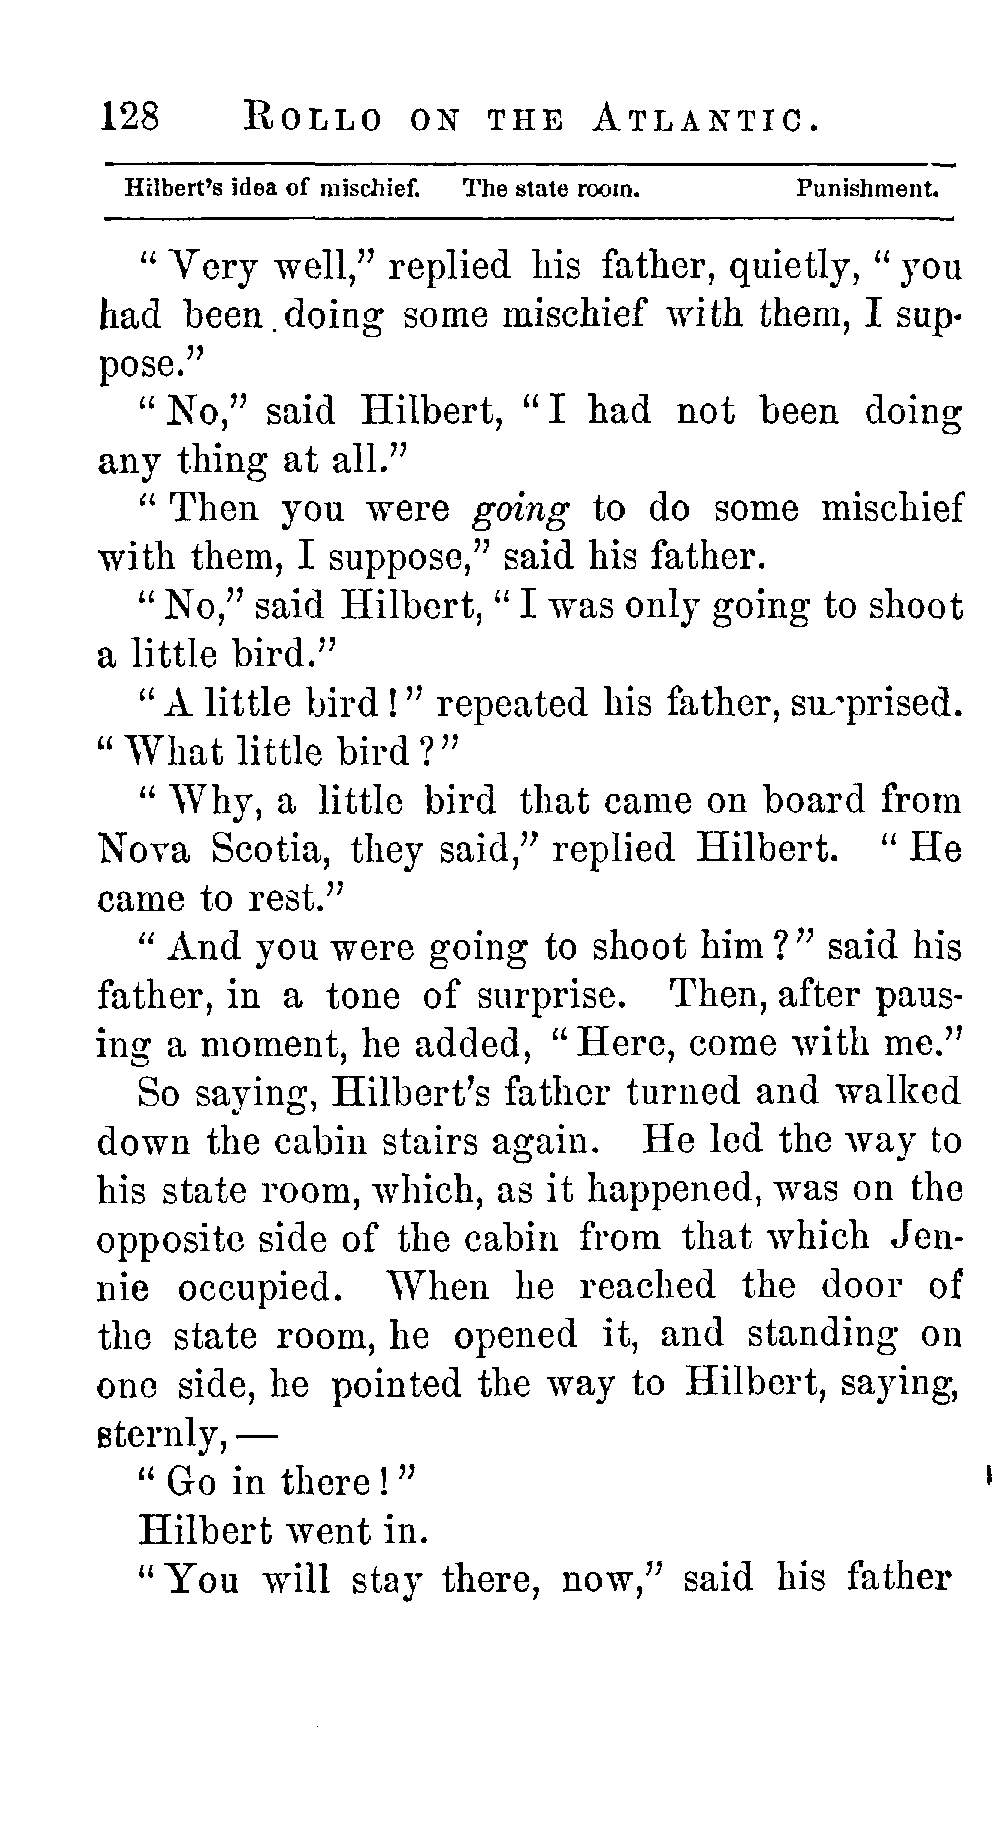 128 ROLLO ON THE ATLANTIC.
Hilbert's idea of mischief. The state room. Punishment.
“ Very well,” replied his father, quietly, “ you
had been doing some mischief with them, I sup-
pose.”
“ No,” said Hilbert, “ I had not been doing
any thing at all.”
“ Then you were going to do some mischief
with them, I suppose,” said his father.
“ No,” said Hilbert, “ I was only going to shoot
a little bird.”
“ A little bird ! ” repeated his father, surprised.
“ What little bird ? ”
“ Why, a little bird that came on board from
Nova Scotia, they said,” replied Hilbert. “ He
came to rest.”
“ And you were going to shoot him ? ” said his
father, in a tone of surprise. Then, after paus-
ing a moment, he added, “ Here, come with me.”
So saying, Hilbert's father turned and walked
down the cabin stairs again. He led the way to
his state room, which, as it happened, was on the
opposite side of the cabin from that which Jen-
nie occupied. When he reached the door of
the state room, he opened it, and standing on
one side, he pointed the way to Hilbert, saying,
sternly, —
“ Go in there ! ”
Hilbert went in.
“ You will stay there, now,” said his father